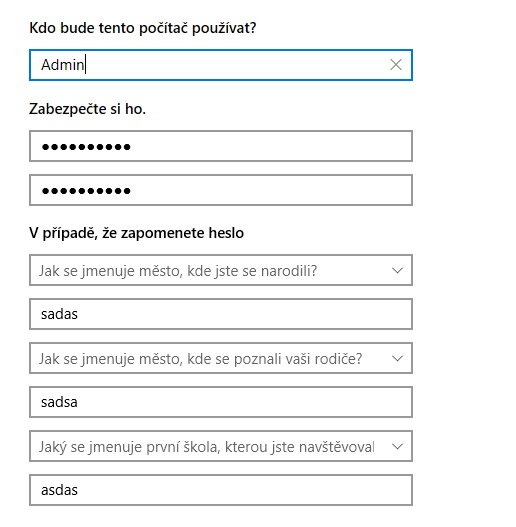 Kdo bude tento počítač používat?
Admin
Zabezpečte si ho.
●●●●●●●●●●
●●●●●●●●●●
V případě, že zapomenete heslo
Jak se jmenuje město, kde jste se narodili?
sadas
Jak se jmenuje město, kde se poznali vaši rodiče?
sadsa
Jaký se jmenuje první škola, kterou jste navštěvoval
asdas